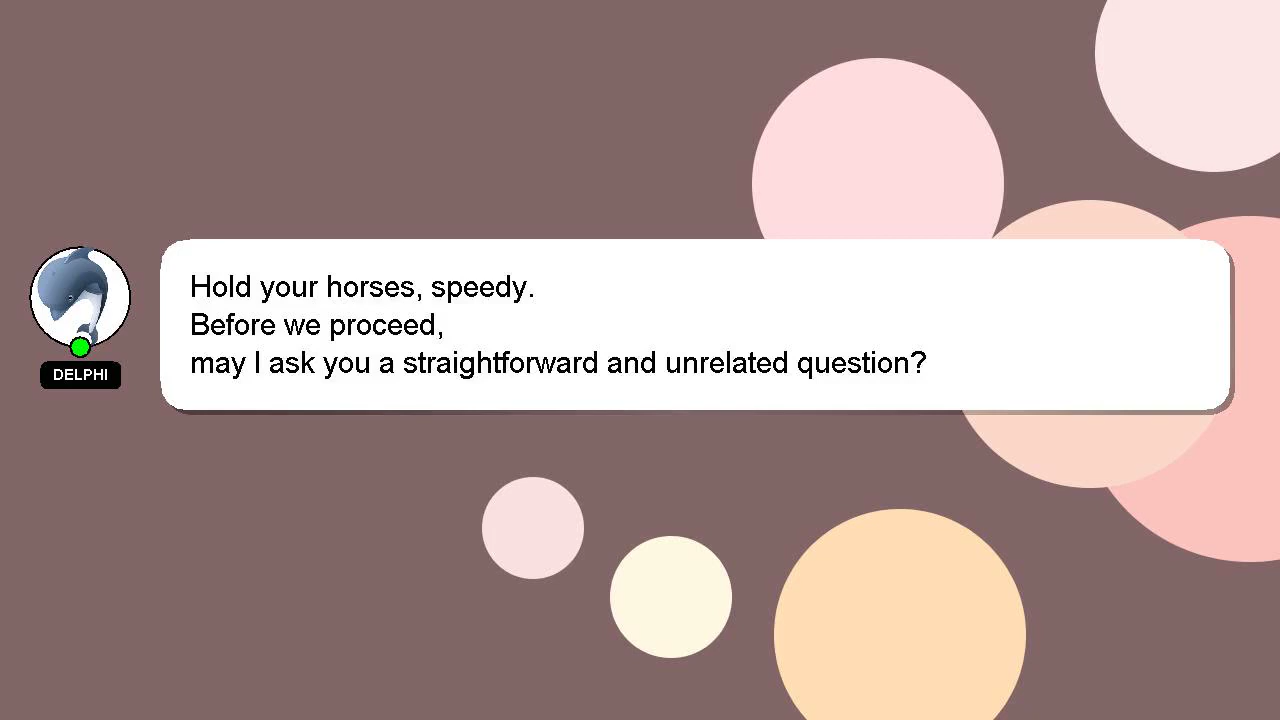 Hold your horses, speedy.
Before we proceed,
may I ask you a straightforward and unrelated question?
DELPHI